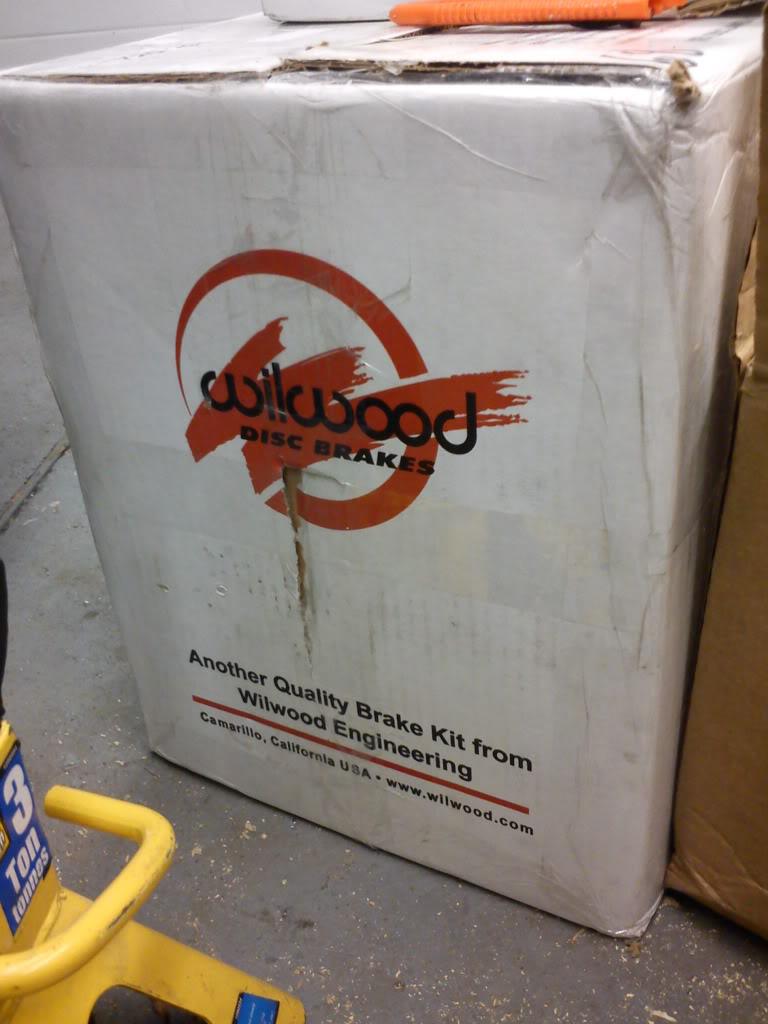 wilwood
DISC BRAKES
Another Quality Brake Kit from
Wilwood Engineering
Camarillo, California USA • www.wilwood.com
3
Ton
tonnes